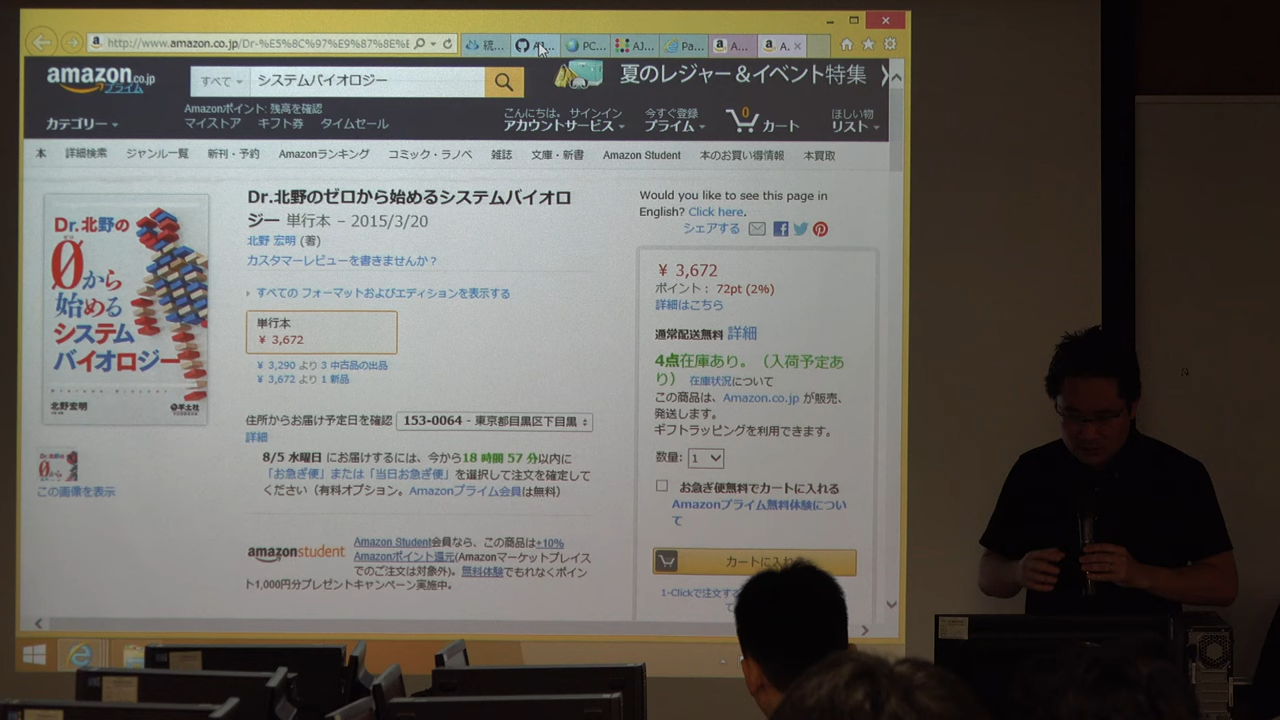 http://www.amazon.co.jp/Dr-%E5%8C%97%E9%87%8E%E
統...
PC...
AJ...
Pa...
A...
A.
amazon.co.jp
プライム
すべて
システムバイオロジー
夏のレジャー&イベント特集
Amazonポイント: 残高を確認
カテゴリー
マイストア ギフト券 タイムセール
こんにちは。サインイン
アカウントサービス
今すぐ登録
プライム
0
カート
ほしい物
リスト
本 詳細検索 ジャンル一覧 新刊・予約 Amazonランキング コミック・ラノベ 雑誌 文庫・新書 Amazon Student 本のお買い得情報 本買取
Dr.北野の
0から
始める
システム
バイオロジー
北野宏明
羊土社
この画像を表示
Dr.北野のゼロから始めるシステムバイオロ
ジー 単行本 – 2015/3/20
北野 宏明 (著)
カスタマーレビューを書きませんか?
すべての フォーマットおよびエディションを表示する
単行本
¥ 3,672
¥ 3,290 より 3 中古品の出品
¥ 3,672 より 1 新品
住所からお届け予定日を確認 153-0064 - 東京都目黒区下目黒
詳細
8/5 水曜日 にお届けするには、今から18 時間 57 分以内に
「お急ぎ便」または「当日お急ぎ便」を選択して注文を確定して
ください（有料オプション。Amazonプライム会員は無料）
amazonstudent
Amazon Student会員なら、この商品は+10%
Amazonポイント還元(Amazonマーケットプレイス
でのご注文は対象外)。無料体験でもれなくポイン
ト1,000円分プレゼントキャンペーン実施中。
Would you like to see this page in
English? Click here.
シェアする
¥ 3,672
ポイント： 72pt (2%)
詳細はこちら
通常配送無料 詳細
4点在庫あり。（入荷予定あ
り） 在庫状況について
この商品は、Amazon.co.jp が販売、
発送します。
ギフトラッピングを利用できます。
数量: 1
お急ぎ便無料でカートに入れる
Amazonプライム無料体験につい
て
カートに入れ
1-Clickで注文する